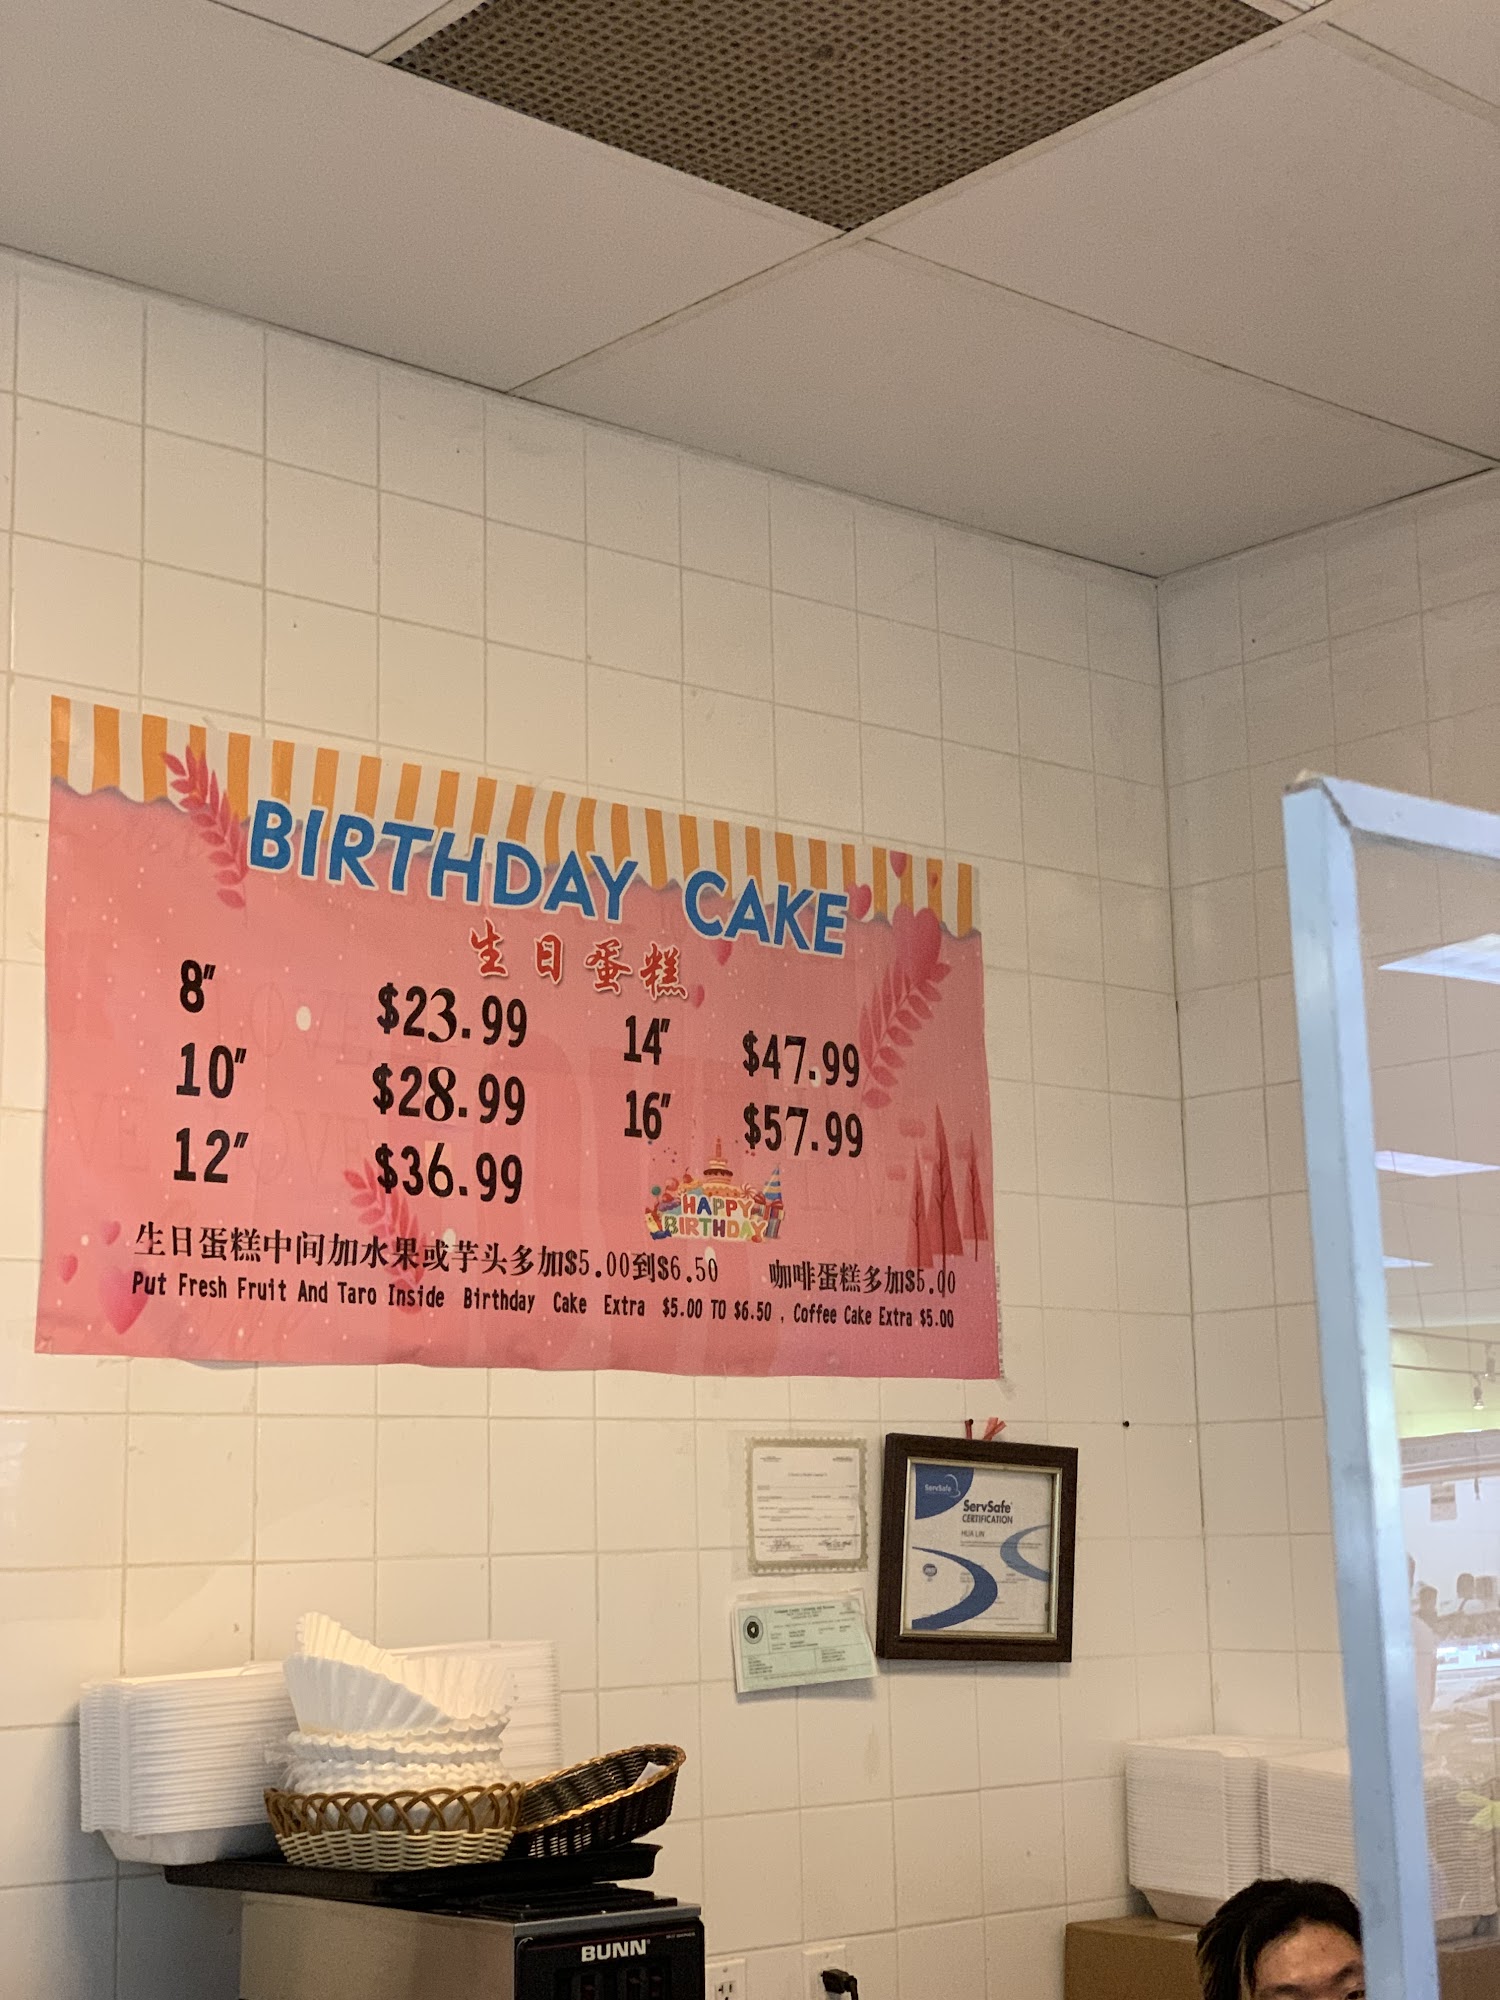 BIRTHDAY CAKE
生日蛋糕
8" $23.99
10" $28.99
12" $36.99
14" $47.99
16" $57.99
HAPPY
BIRTHDAY
生日蛋糕中间加水果或芋头多加$5.00到$6.50 咖啡蛋糕多加$5.00
Put Fresh Fruit And Taro Inside Birthday Cake Extra $5.00 TO $6.50 , Coffee Cake Extra $5.00
ServSafe
ServSafe
CERTIFICATION
HUA LIN
BUNN